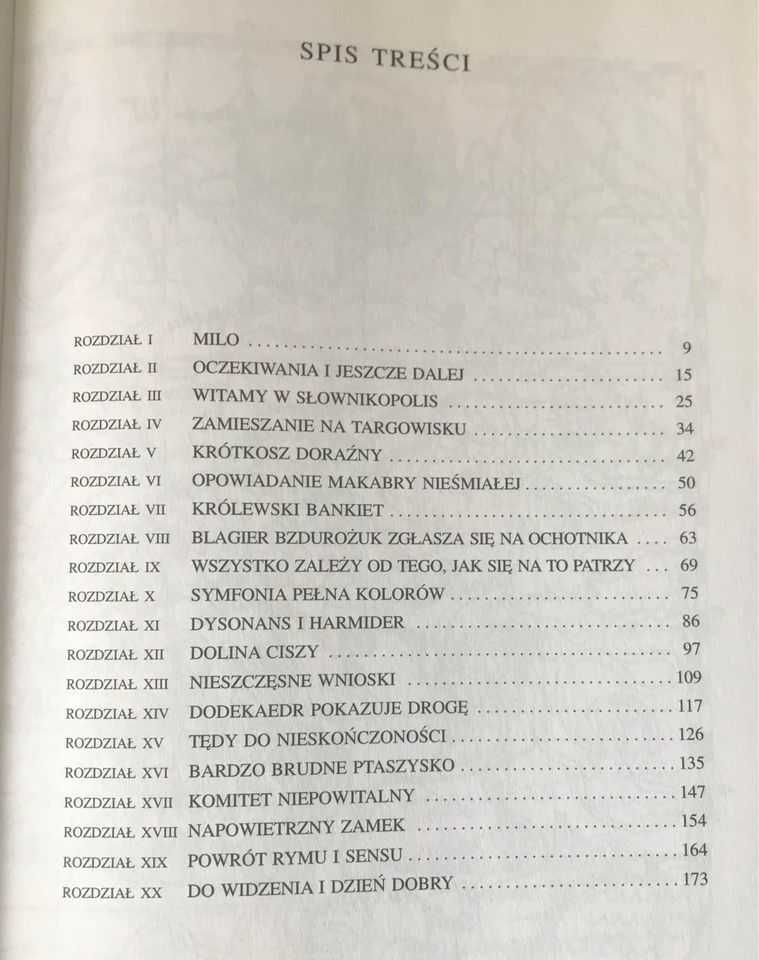 SPIS TREŚCI
ROZDZIAŁ I MILO ................................................ 9
ROZDZIAŁ II OCZEKIWANIA I JESZCZE DALEJ ...................... 15
ROZDZIAŁ III WITAMY W SŁOWNIKOPOLIS ......................... 25
ROZDZIAŁ IV ZAMIESZANIE NA TARGOWISKU ...................... 34
ROZDZIAŁ V KRÓTKOSZ DORAŹNY ................................ 42
ROZDZIAŁ VI OPOWIADANIE MAKABRY NIEŚMIAŁEJ ................ 50
ROZDZIAŁ VII KRÓLEWSKI BANKIET ................................ 56
ROZDZIAŁ VIII BLAGIER BZDUROŻUK ZGŁASZA SIĘ NA OCHOTNIKA .... 63
ROZDZIAŁ IX WSZYSTKO ZALEŻY OD TEGO, JAK SIĘ NA TO PATRZY ... 69
ROZDZIAŁ X SYMFONIA PEŁNA KOLORÓW ......................... 75
ROZDZIAŁ XI DYSONANS I HARMIDER ............................. 86
ROZDZIAŁ XII DOLINA CISZY ....................................... 97
ROZDZIAŁ XIII NIESZCZĘSNE WNIOSKI .............................. 109
ROZDZIAŁ XIV DODEKAEDR POKAZUJE DROGĘ ...................... 117
ROZDZIAŁ XV TĘDY DO NIESKOŃCZONOŚCI ......................... 126
ROZDZIAŁ XVI BARDZO BRUDNE PTASZYSKO ......................... 135
ROZDZIAŁ XVII KOMITET NIEPOWITALNY ............................ 147
ROZDZIAŁ XVIII NAPOWIETRZNY ZAMEK .............................. 154
ROZDZIAŁ XIX POWRÓT RYMU I SENSU ............................... 164
ROZDZIAŁ XX DO WIDZENIA I DZIEŃ DOBRY ......................... 173